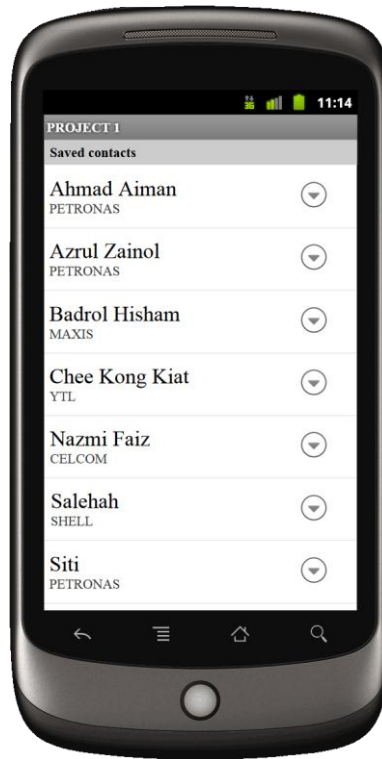 3G 11:14
PROJECT 1
Saved contacts
Ahmad Aiman
PETRONAS
Azrul Zainol
PETRONAS
Badrol Hisham
MAXIS
Chee Kong Kiat
YTL
Nazmi Faiz
CELCOM
Salehah
SHELL
Siti
PETRONAS